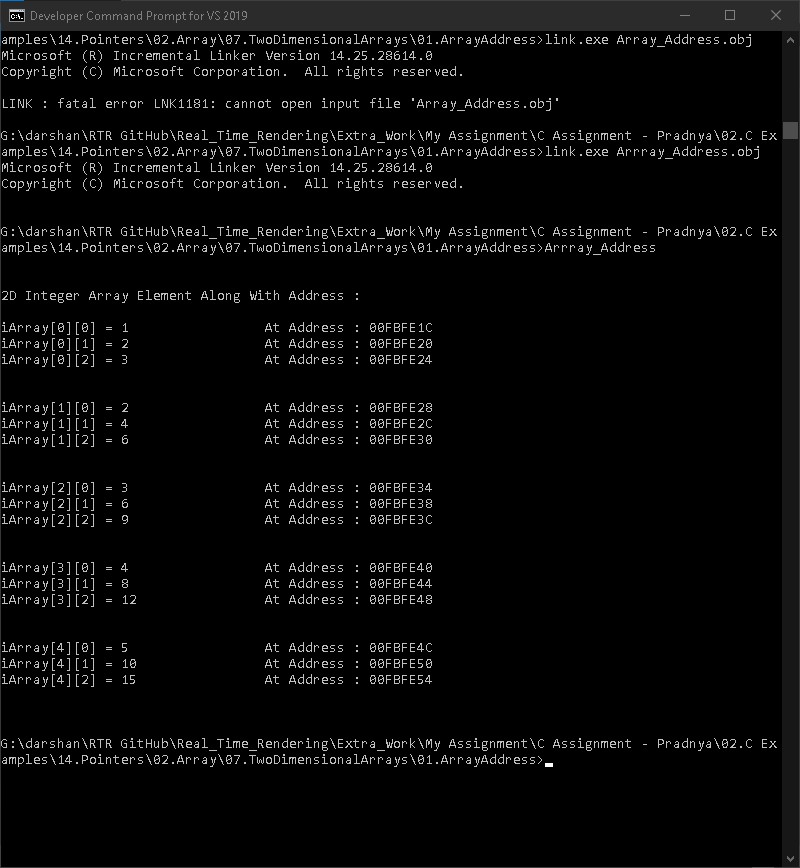 Developer Command Prompt for VS 2019
amples\14.Pointers\02.Array\07.TwoDimensionalArrays\01.ArrayAddress>link.exe Array_Address.obj
Microsoft (R) Incremental Linker Version 14.25.28614.0
Copyright (C) Microsoft Corporation.  All rights reserved.
LINK : fatal error LNK1181: cannot open input file 'Array_Address.obj'
G:\darshan\RTR GitHub\Real_Time_Rendering\Extra_Work\My Assignment\C Assignment - Pradnya\02.C Ex
amples\14.Pointers\02.Array\07.TwoDimensionalArrays\01.ArrayAddress>link.exe Arrray_Address.obj
Microsoft (R) Incremental Linker Version 14.25.28614.0
Copyright (C) Microsoft Corporation.  All rights reserved.
G:\darshan\RTR GitHub\Real_Time_Rendering\Extra_Work\My Assignment\C Assignment - Pradnya\02.C Ex
amples\14.Pointers\02.Array\07.TwoDimensionalArrays\01.ArrayAddress>Arrray_Address
2D Integer Array Element Along With Address :
iArray[0][0] = 1                 At Address : 00FBFE1C
iArray[0][1] = 2                 At Address : 00FBFE20
iArray[0][2] = 3                 At Address : 00FBFE24
iArray[1][0] = 2                 At Address : 00FBFE28
iArray[1][1] = 4                 At Address : 00FBFE2C
iArray[1][2] = 6                 At Address : 00FBFE30
iArray[2][0] = 3                 At Address : 00FBFE34
iArray[2][1] = 6                 At Address : 00FBFE38
iArray[2][2] = 9                 At Address : 00FBFE3C
iArray[3][0] = 4                 At Address : 00FBFE40
iArray[3][1] = 8                 At Address : 00FBFE44
iArray[3][2] = 12                At Address : 00FBFE48
iArray[4][0] = 5                 At Address : 00FBFE4C
iArray[4][1] = 10                At Address : 00FBFE50
iArray[4][2] = 15                At Address : 00FBFE54
G:\darshan\RTR GitHub\Real_Time_Rendering\Extra_Work\My Assignment\C Assignment - Pradnya\02.C Ex
amples\14.Pointers\02.Array\07.TwoDimensionalArrays\01.ArrayAddress>